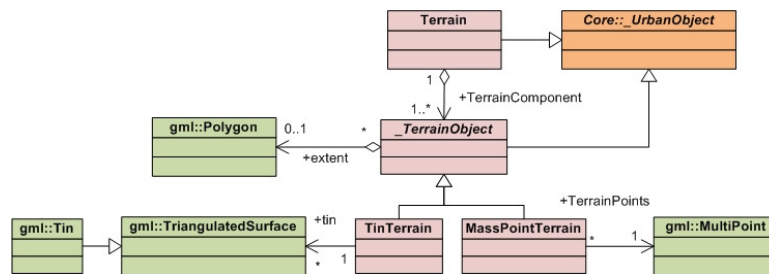 Terrain
Core::_UrbanObject
1
+TerrainComponent
1..*
gml::Polygon
0..1
*
_TerrainObject
+extent
+TerrainPoints
gml::Tin
gml::TriangulatedSurface
+tin
TinTerrain
MassPointTerrain
gml::MultiPoint
*
1
*
1